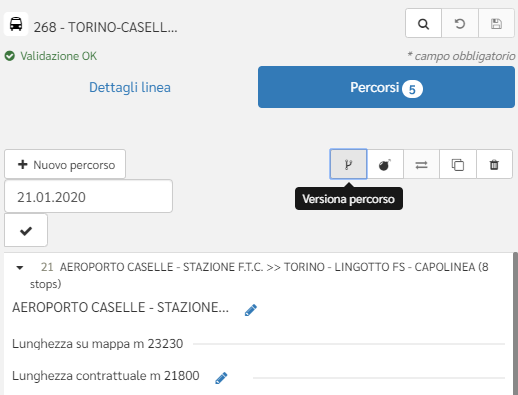 268 - TORINO-CASELL...
Validazione OK
* campo obbligatorio
Dettagli linea
Percorsi 5
Nuovo percorso
21.01.2020
Versiona percorso
21 AEROPORTO CASELLE - STAZIONE F.T.C. >> TORINO - LINGOTTO FS - CAPOLINEA (8
stops)
AEROPORTO CASELLE - STAZIONE...
Lunghezza su mappa m 23230
Lunghezza contrattuale m 21800